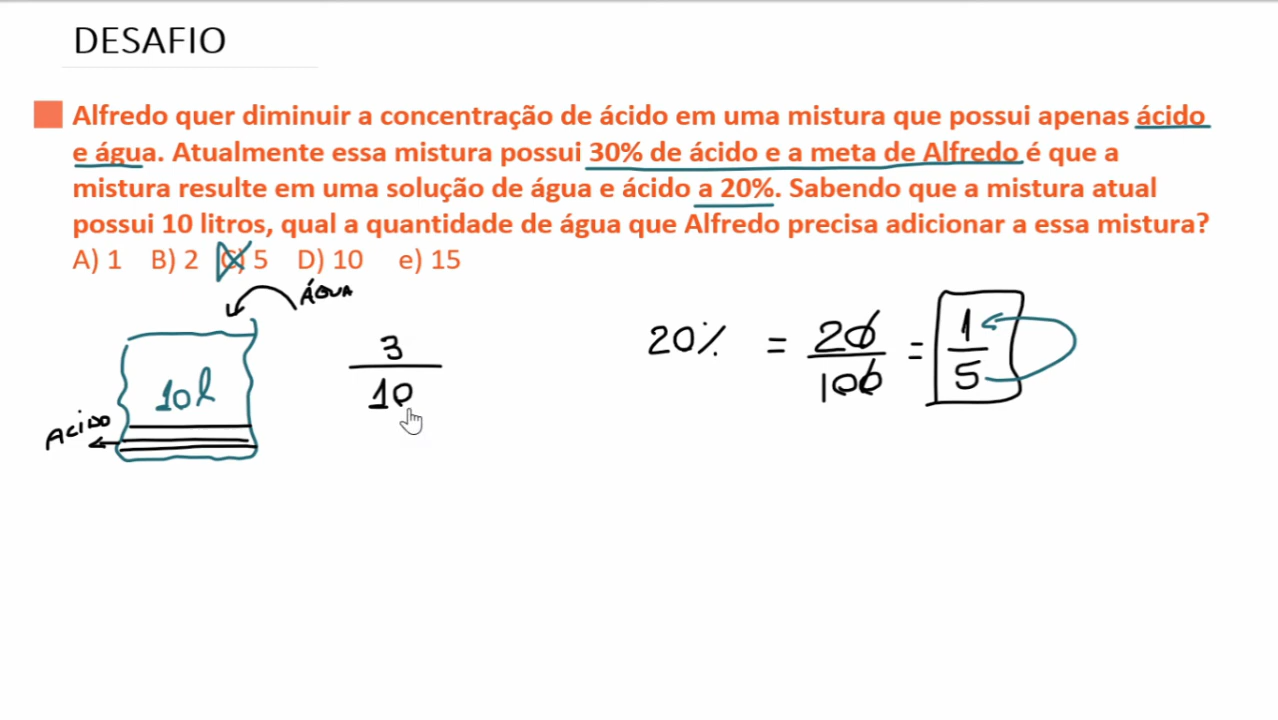 DESAFIO
Alfredo quer diminuir a concentração de ácido em uma mistura que possui apenas ácido
e água. Atualmente essa mistura possui 30% de ácido e a meta de Alfredo é que a
mistura resulte em uma solução de água e ácido a 20%. Sabendo que a mistura atual
possui 10 litros, qual a quantidade de água que Alfredo precisa adicionar a essa mistura?
A) 1 B) 2 C) 5 D) 10 e) 15
ÁGUA
10l
ACIDO
3
10
20% = 20 = 1
100 5